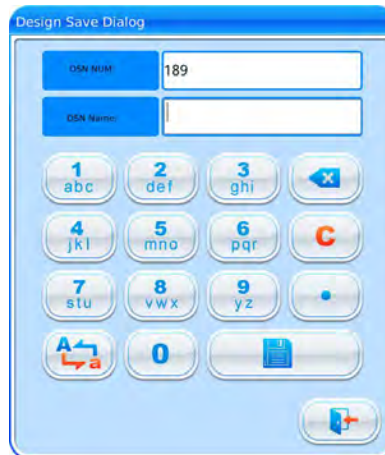 Design Save Dialog
DSN NUM: 189
DSN Name:
1 2 3
abc def ghi
4 5 6 C
jkl mno pqr
7 8 9 .
stu vwx yz
A a 0